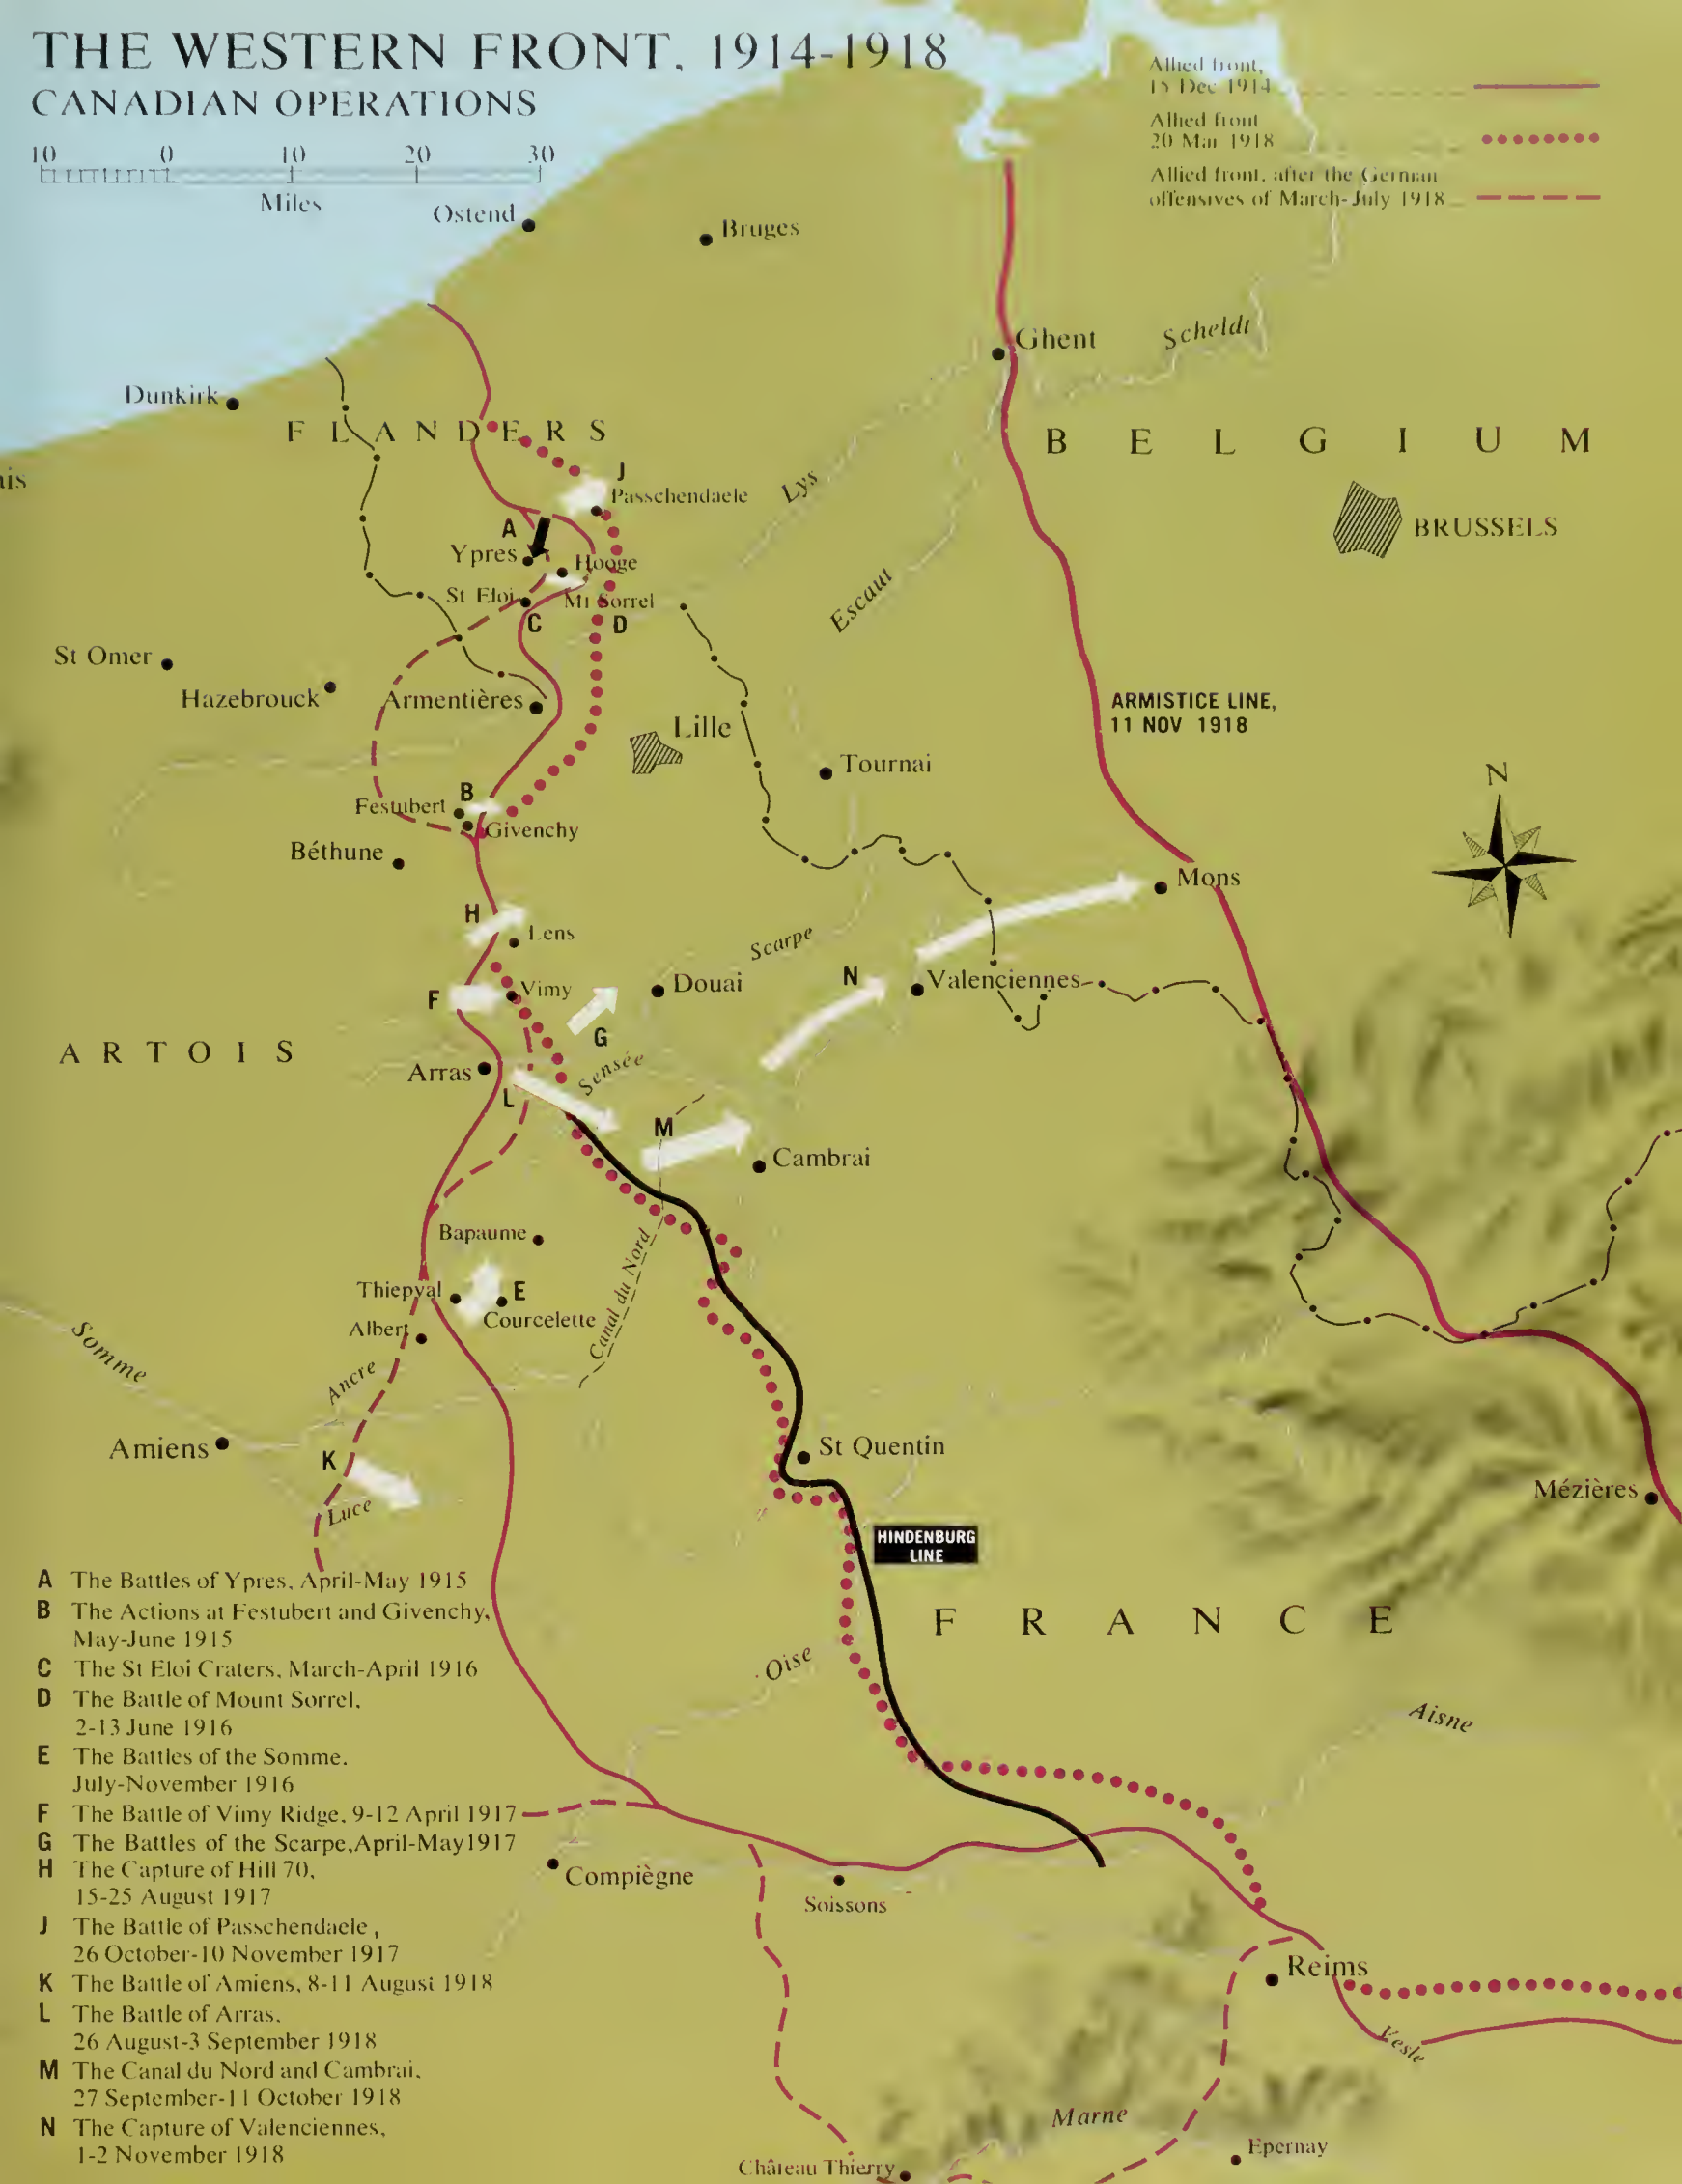 THE WESTERN FRONT, 1914-1918
CANADIAN OPERATIONS
10 0 10 20 30
Miles
Allied front,
15 Dec 1914
Allied front
20 Mar 1918
Allied front, after the German
offensives of March-July 1918
Ostend
Bruges
Ghent
Scheldt
Dunkirk
FLANDERS
BELGIUM
ais
J
Passchendaele
Lys
BRUSSELS
A
Ypres
Hooge
St Eloi
Mt Sorrel
C
D
Escaut
St Omer
Hazebrouck
Armentières
ARMISTICE LINE,
11 NOV 1918
Lille
Tournai
N
B
Festubert
Givenchy
Béthune
Mons
H
Lens
Scarpe
F
Vimy
Douai
N
Valenciennes
G
ARTOIS
Arras
Sensée
L
M
Cambrai
Bapaume
Canal du Nord
Thiepval
E
Courcelette
Albert
Somme
Ancre
Amiens
K
St Quentin
Luce
Mézières
HINDENBURG
LINE
FRANCE
Oise
Aisne
Compiègne
Soissons
Reims
Vesle
Marne
Epernay
Château Thierry
A The Battles of Ypres, April-May 1915
B The Actions at Festubert and Givenchy,
May-June 1915
C The St Eloi Craters, March-April 1916
D The Battle of Mount Sorrel,
2-13 June 1916
E The Battles of the Somme.
July-November 1916
F The Battle of Vimy Ridge, 9-12 April 1917
G The Battles of the Scarpe,April-May1917
H The Capture of Hill 70,
15-25 August 1917
J The Battle of Passchendaele,
26 October-10 November 1917
K The Battle of Amiens, 8-11 August 1918
L The Battle of Arras,
26 August-3 September 1918
M The Canal du Nord and Cambrai,
27 September-11 October 1918
N The Capture of Valenciennes,
1-2 November 1918